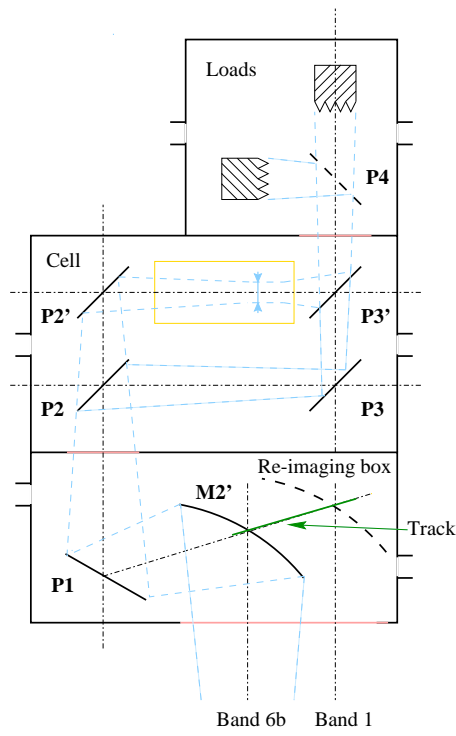 Loads
P4
Cell
P2’
P3’
P2
P3
Re-imaging box
M2’
Track
P1
Band 6b
Band 1